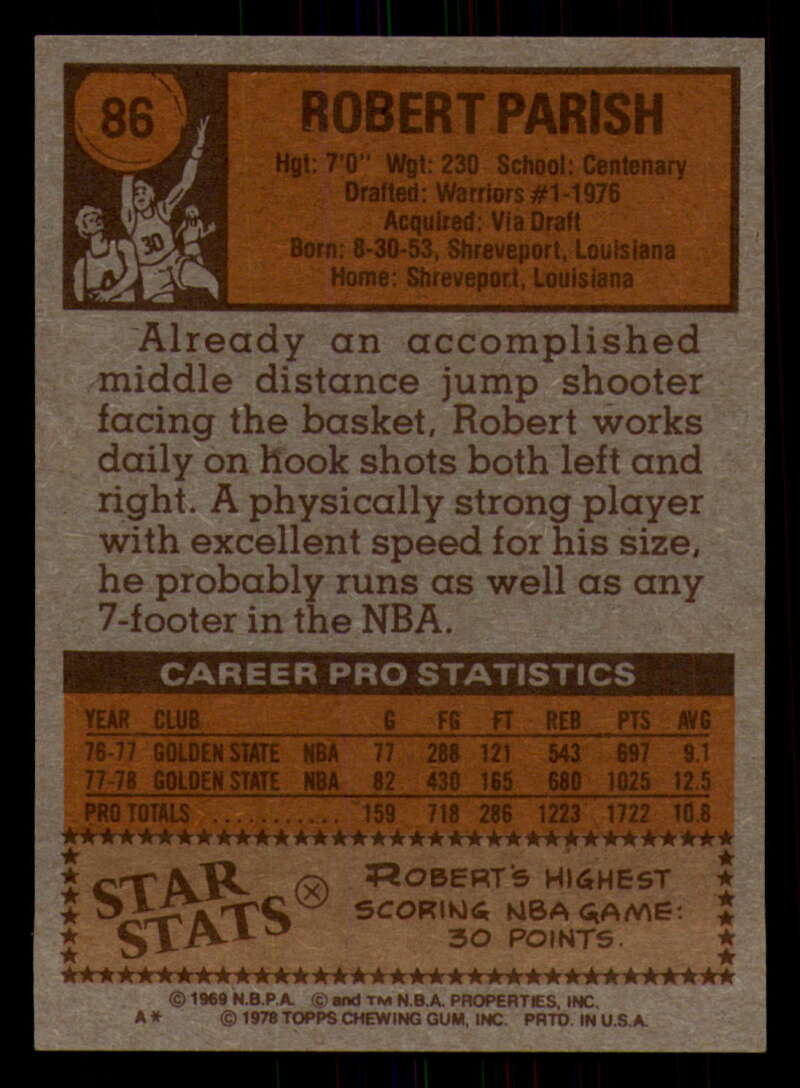 86
30
ROBERT PARISH
Hgt: 7'0" Wgt: 230 School: Centenary
Drafted: Warriors #1-1976
Acquired: Via Draft
Born: 8-30-53, Shreveport, Louisiana
Home: Shreveport, Louisiana
Already an accomplished
middle distance jump shooter
facing the basket, Robert works
daily on hook shots both left and
right. A physically strong player
with excellent speed for his size,
he probably runs as well as any
7-footer in the NBA.
CAREER PRO STATISTICS
YEAR CLUB G FG FT REB PTS AVG
76-77 GOLDEN STATE NBA 77 288 121 543 697 9.1
77-78 GOLDEN STATE NBA 82 430 165 680 1025 12.5
PRO TOTALS ........... 159 718 286 1223 1722 10.8
STAR
STATS
ROBERT'S HIGHEST
SCORING NBA GAME:
30 POINTS.
© 1969 N.B.P.A. © and TM N.B.A. PROPERTIES, INC.
A* © 1978 TOPPS CHEWING GUM, INC. PRTD. IN U.S.A.